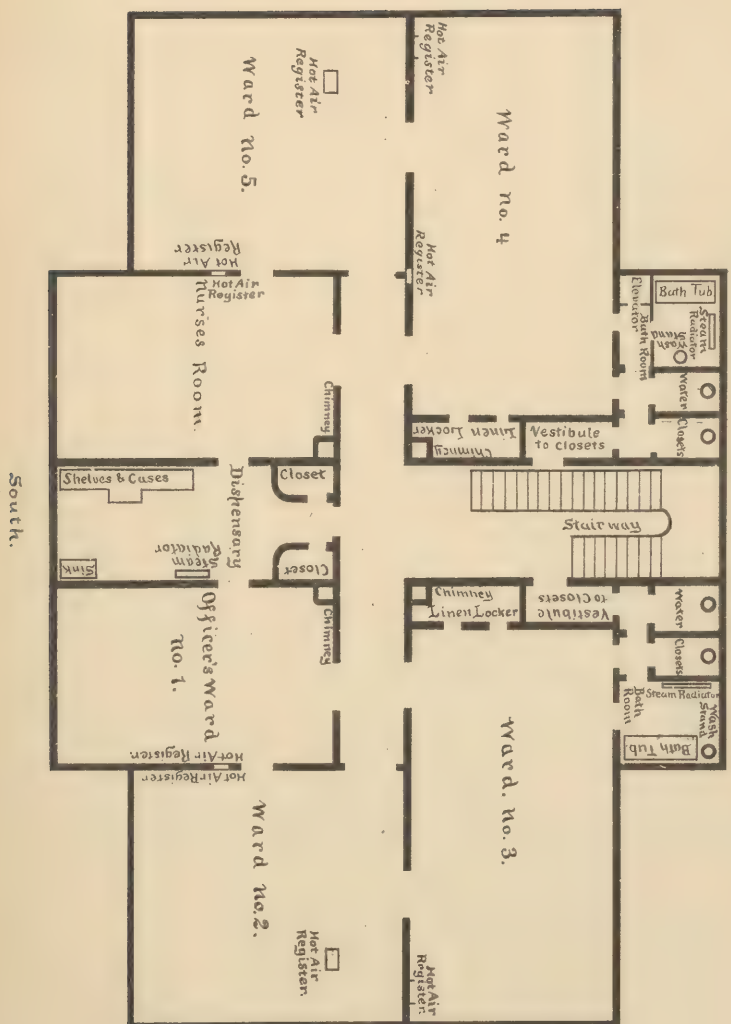 Hot Air
Register
Ward No. 5.
Hot Air
Register
Ward No. 4
Hot Air
Register
Hot Air
Register
Hot Air
Register
Nurses Room.
Elevator
Bath Tub
Steam
Radiator
Wash
Stand
Bath Room
Water
Closets
Chimney
Linen Locker
Chimney
Vestibule
to Closets
Shelves & Cases
Dispensary
Closet
Stairway
Steam
Radiator
Sink
Closet
South.
Officer's Ward
No. 1.
Chimney
Chimney
Linen Locker
Vestibule
to Closets
Water
Closets
Steam Radiator
Bath
Room
Wash
Stand
Bath Tub.
Hot Air Register.
Hot Air Register
Ward No. 2.
Ward. No. 3.
Hot Air
Register.
Hot Air
Register.